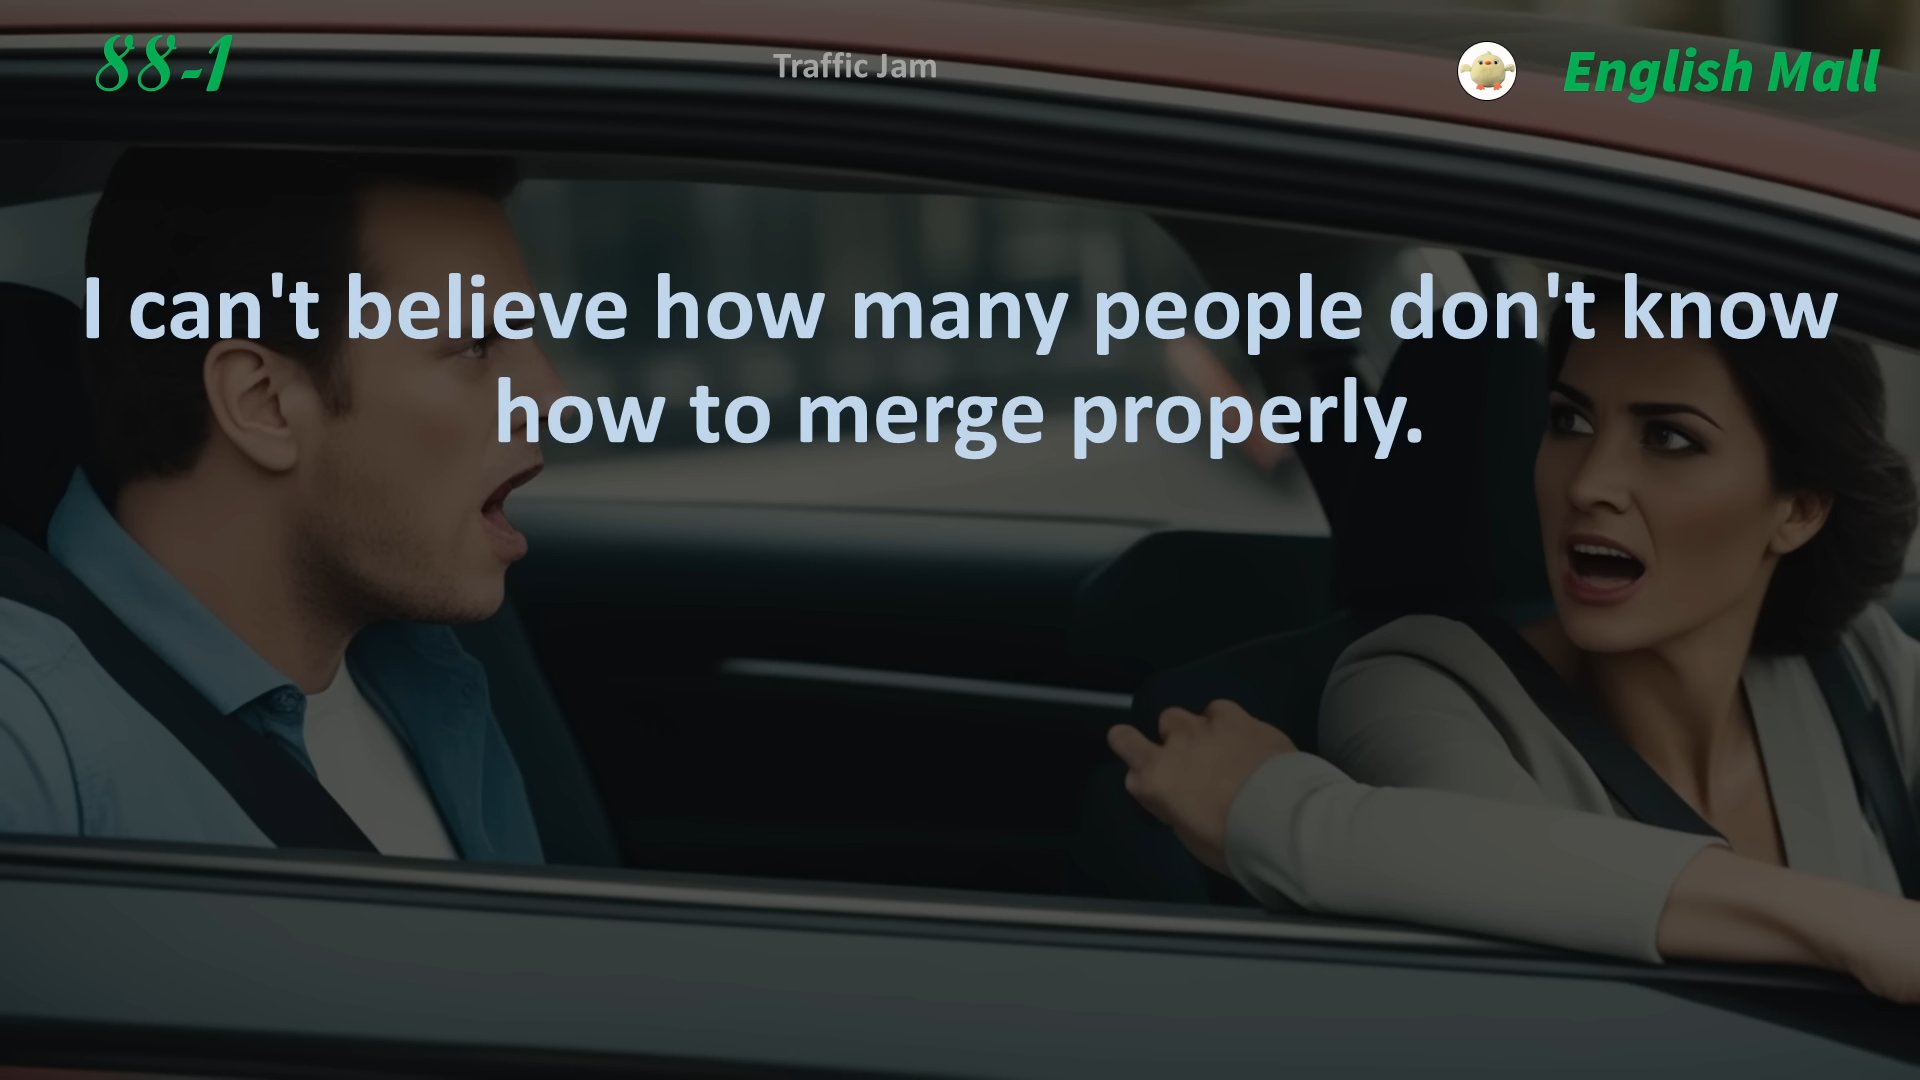 88-1
Traffic Jam
English Mall
I can't believe how many people don't know
how to merge properly.